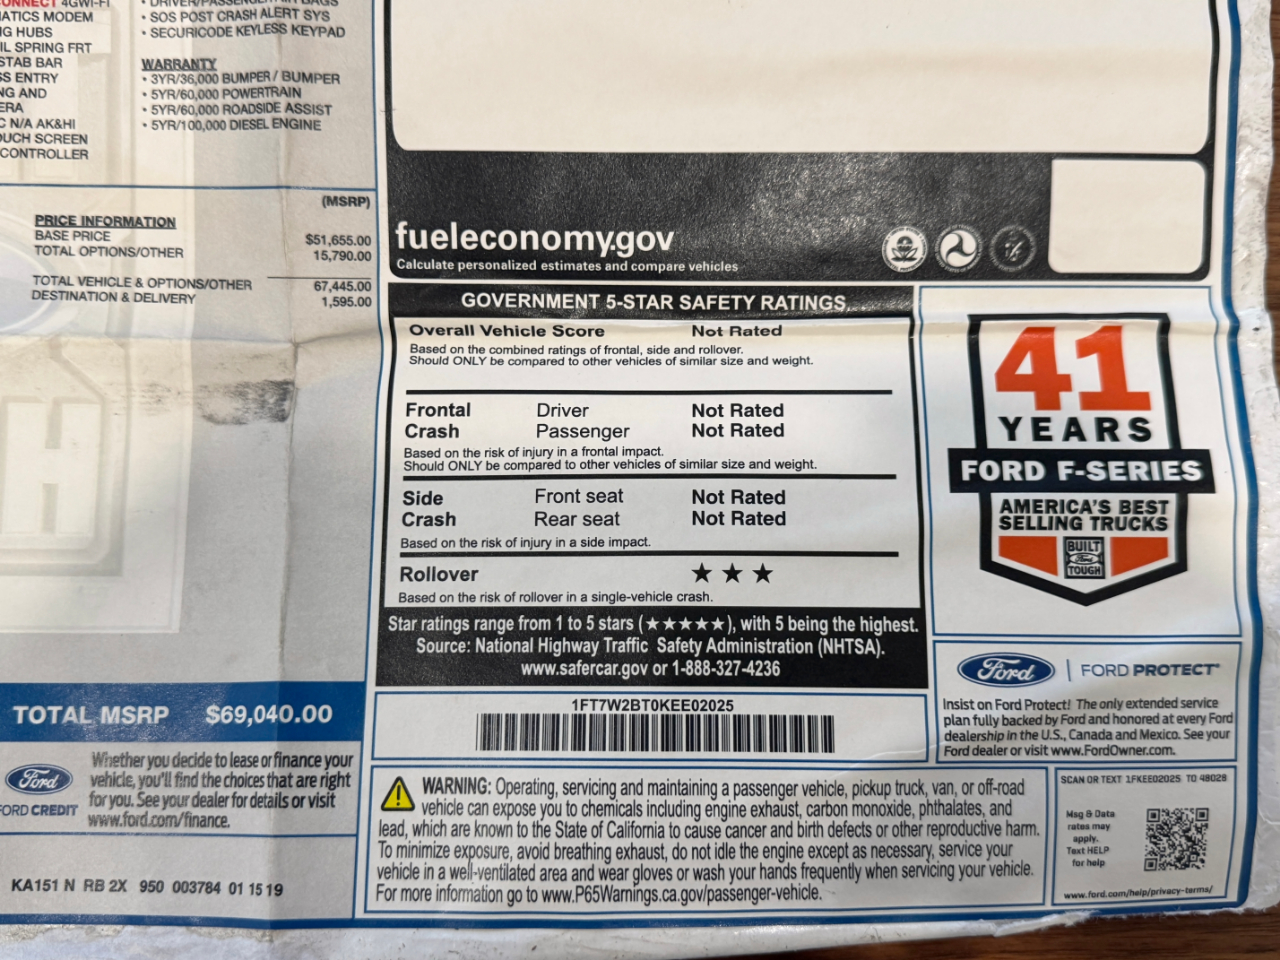 CONNECT 4GWI-FI
MATICS MODEM
NG HUBS
IL SPRING FRT
STAB BAR
SS ENTRY
NG AND
ERA
C N/A AK&HI
OUCH SCREEN
CONTROLLER
• DRIVER/PASSENGER AIR BAGS
• SOS POST CRASH ALERT SYS
• SECURICODE KEYLESS KEYPAD
WARRANTY
• 3YR/36,000 BUMPER / BUMPER
• 5YR/60,000 POWERTRAIN
• 5YR/60,000 ROADSIDE ASSIST
• 5YR/100,000 DIESEL ENGINE
(MSRP)
PRICE INFORMATION
BASE PRICE $51,655.00
TOTAL OPTIONS/OTHER 15,790.00
TOTAL VEHICLE & OPTIONS/OTHER 67,445.00
DESTINATION & DELIVERY 1,595.00
TOTAL MSRP $69,040.00
Ford
FORD CREDIT
Whether you decide to lease or finance your
vehicle, you'll find the choices that are right
for you. See your dealer for details or visit
www.ford.com/finance.
KA151 N RB 2X 950 003784 01 15 19
fueleconomy.gov
Calculate personalized estimates and compare vehicles
GOVERNMENT 5-STAR SAFETY RATINGS
Overall Vehicle Score Not Rated
Based on the combined ratings of frontal, side and rollover.
Should ONLY be compared to other vehicles of similar size and weight.
Frontal Driver Not Rated
Crash Passenger Not Rated
Based on the risk of injury in a frontal impact.
Should ONLY be compared to other vehicles of similar size and weight.
Side Front seat Not Rated
Crash Rear seat Not Rated
Based on the risk of injury in a side impact.
Rollover ★ ★ ★
Based on the risk of rollover in a single-vehicle crash.
Star ratings range from 1 to 5 stars (★★★★★), with 5 being the highest.
Source: National Highway Traffic Safety Administration (NHTSA).
www.safercar.gov or 1-888-327-4236
1FT7W2BT0KEE02025
WARNING: Operating, servicing and maintaining a passenger vehicle, pickup truck, van, or off-road
vehicle can expose you to chemicals including engine exhaust, carbon monoxide, phthalates, and
lead, which are known to the State of California to cause cancer and birth defects or other reproductive harm.
To minimize exposure, avoid breathing exhaust, do not idle the engine except as necessary, service your
vehicle in a well-ventilated area and wear gloves or wash your hands frequently when servicing your vehicle.
For more information go to www.P65Warnings.ca.gov/passenger-vehicle.
41
YEARS
FORD F-SERIES
AMERICA'S BEST
SELLING TRUCKS
BUILT
Ford
TOUGH
Ford | FORD PROTECT
Insist on Ford Protect! The only extended service
plan fully backed by Ford and honored at every Ford
dealership in the U.S., Canada and Mexico. See your
Ford dealer or visit www.FordOwner.com.
SCAN OR TEXT 1FKEE02025 TO 48028
Msg & Data
rates may
apply.
Text HELP
for help
www.ford.com/help/privacy-terms/